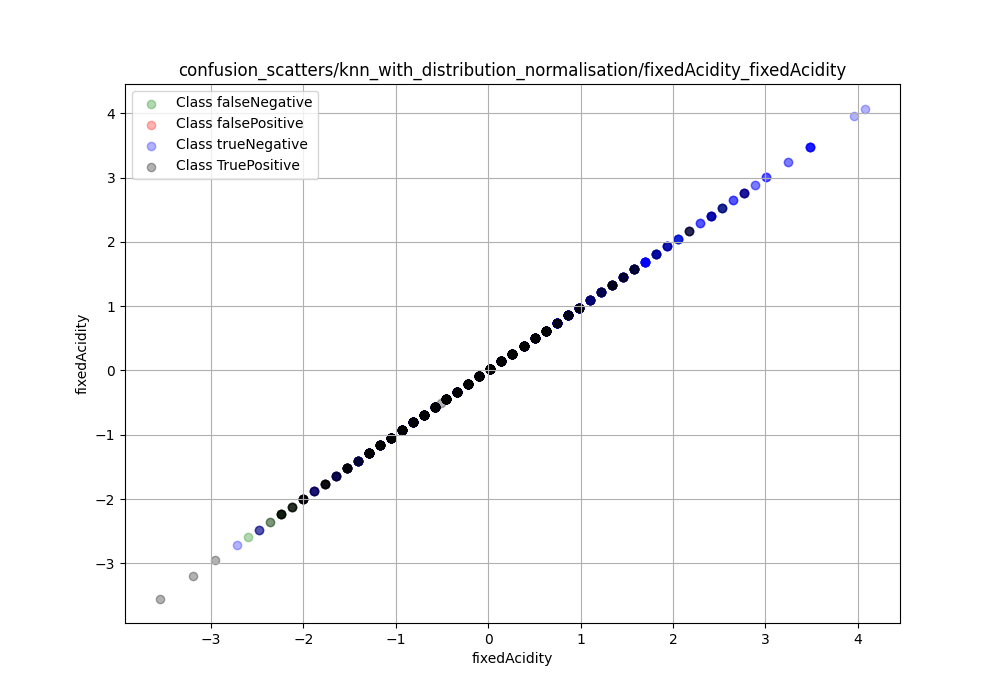 confusion_scatters/knn_with_distribution_normalisation/fixedAcidity_fixedAcidity
Class falseNegative
Class falsePositive
Class trueNegative
Class TruePositive
fixedAcidity
4
3
2
1
0
−1
−2
−3
−3
−2
−1
0
1
2
3
4
fixedAcidity